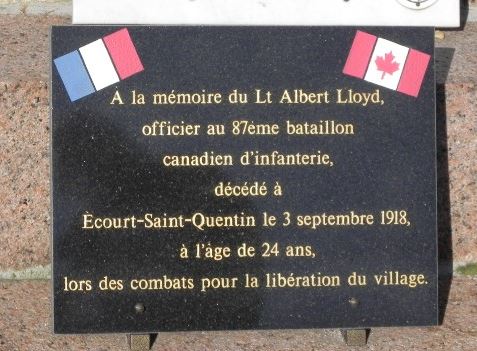 A la mémoire du Lt Albert Lloyd,
officier au 87ème bataillon
canadien d'infanterie,
décédé à
Ècourt-Saint-Quentin le 3 septembre 1918,
à l'âge de 24 ans,
lors des combats pour la libération du village.